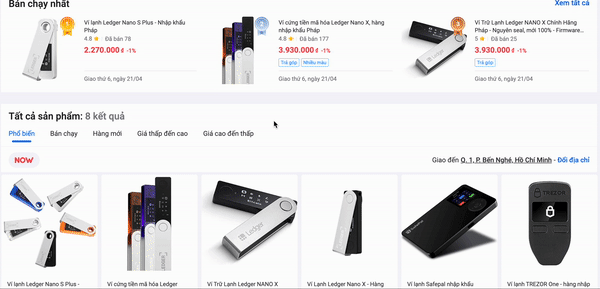 Bán chạy nhất
Xem tất cả
Ví lạnh Ledger Nano S Plus - Nhập khẩu
Pháp
4.8 Đã bán 78
2.270.000 ₫ -1%
Giao thứ 6, ngày 21/04
Ví cứng tiền mã hóa Ledger Nano X, hàng
nhập khẩu Pháp
4.8 Đã bán 177
3.930.000 ₫ -1%
Trả góp Nhiều màu
Giao thứ 6, ngày 21/04
Ví Trữ Lạnh Ledger NANO X Chính Hãng
Pháp - Nguyên seal, mới 100% - Firmware...
5 Đã bán 25
3.930.000 ₫ -1%
Trả góp
Giao thứ 6, ngày 21/04
Tất cả sản phẩm: 8 kết quả
Phổ biến Bán chạy Hàng mới Giá thấp đến cao Giá cao đến thấp
NOW
Giao đến Q. 1, P. Bến Nghé, Hồ Chí Minh - Đổi địa chỉ
Ledger
TREZOR
Ví lạnh Ledger Nano S Plus -
Ví cứng tiền mã hóa Ledger
Ví Trữ Lạnh Ledger NANO X
Ví Lạnh Ledger Nano X - Hàng
Ví lạnh Safepal nhập khẩu
Ví lạnh TREZOR One - hàng